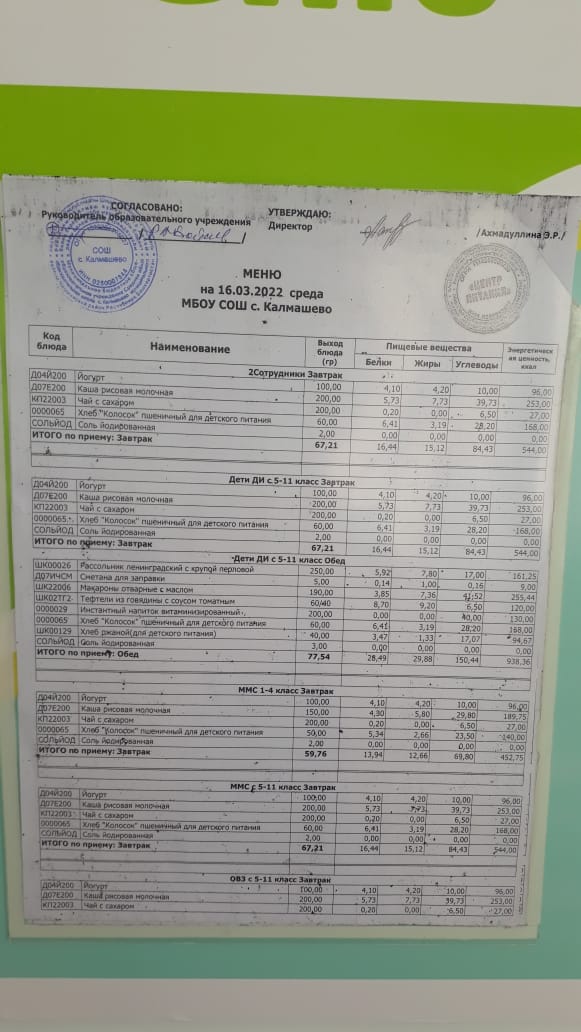 СОГЛАСОВАНО:
Руководитель образовательного учреждения
УТВЕРЖДАЮ:
Директор
/Ахмадуллина Э.Р./
СОШ
с. Калмашево
«ЦЕНТР
ПИТАНИЯ»
МЕНЮ
на 16.03.2022 среда
МБОУ СОШ с. Калмашево
Код блюда Наименование Выход блюда (гр) Пищевые вещества Энергетическая ценность, ккал
Белки Жиры Углеводы
2Сотрудники Завтрак
Д04Й200 Йогурт 100,00 4,10 4,20 10,00 96,00
Д07Е200 Каша рисовая молочная 200,00 5,73 7,73 39,73 253,00
КП22003 Чай с сахаром 200,00 0,20 0,00 6,50 27,00
0000065 Хлеб "Колосок" пшеничный для детского питания 60,00 6,41 3,19 28,20 168,00
СОЛЬЙОД Соль йодированная 2,00 0,00 0,00 0,00 0,00
ИТОГО по приему: Завтрак 67,21 16,44 15,12 84,43 544,00
Дети ДИ с 5-11 класс Завтрак
Д04Й200 Йогурт 100,00 4,10 4,20 10,00 96,00
Д07Е200 Каша рисовая молочная 200,00 5,73 7,73 39,73 253,00
КП22003 Чай с сахаром 200,00 0,20 0,00 6,50 27,00
0000065 Хлеб "Колосок" пшеничный для детского питания 60,00 6,41 3,19 28,20 168,00
СОЛЬЙОД Соль йодированная 2,00 0,00 0,00 0,00 0,00
ИТОГО по приему: Завтрак 67,21 16,44 15,12 84,43 544,00
Дети ДИ с 5-11 класс Обед
ШК00026 Рассольник ленинградский с крупой перловой 250,00 5,92 7,80 17,00 161,25
Д07ИЧСМ Сметана для заправки 5,00 0,14 1,00 0,16 9,00
ШК22006 Макароны отварные с маслом 190,00 3,85 7,36 41,52 255,44
ШК02ТГ2 Тефтели из говядины с соусом томатным 60/40 8,70 9,20 6,50 120,00
0000029 Инстантный напиток витаминизированный 200,00 0,00 0,00 40,00 130,00
0000065 Хлеб "Колосок" пшеничный для детского питания 60,00 6,41 3,19 28,20 168,00
ШК00129 Хлеб ржаной(для детского питания) 40,00 3,47 1,33 17,07 94,67
СОЛЬЙОД Соль йодированная 3,00 0,00 0,00 0,00 0,00
ИТОГО по приему: Обед 77,54 28,49 29,88 150,44 938,36
ММС 1-4 класс Завтрак
Д04Й200 Йогурт 100,00 4,10 4,20 10,00 96,00
Д07Е200 Каша рисовая молочная 150,00 4,30 5,80 29,80 189,75
КП22003 Чай с сахаром 200,00 0,20 0,00 6,50 27,00
0000065 Хлеб "Колосок" пшеничный для детского питания 50,00 5,34 2,66 23,50 140,00
СОЛЬЙОД Соль йодированная 2,00 0,00 0,00 0,00 0,00
ИТОГО по приему: Завтрак 59,76 13,94 12,66 69,80 452,75
ММС с 5-11 класс Завтрак
Д04Й200 Йогурт 100,00 4,10 4,20 10,00 96,00
Д07Е200 Каша рисовая молочная 200,00 5,73 7,73 39,73 253,00
КП22003 Чай с сахаром 200,00 0,20 0,00 6,50 27,00
0000065 Хлеб "Колосок" пшеничный для детского питания 60,00 6,41 3,19 28,20 168,00
СОЛЬЙОД Соль йодированная 2,00 0,00 0,00 0,00 0,00
ИТОГО по приему: Завтрак 67,21 16,44 15,12 84,43 544,00
ОВЗ с 5-11 класс Завтрак
Д04Й200 Йогурт 100,00 4,10 4,20 10,00 96,00
Д07Е200 Каша рисовая молочная 200,00 5,73 7,73 39,73 253,00
КП22003 Чай с сахаром 200,00 0,20 0,00 6,50 27,00